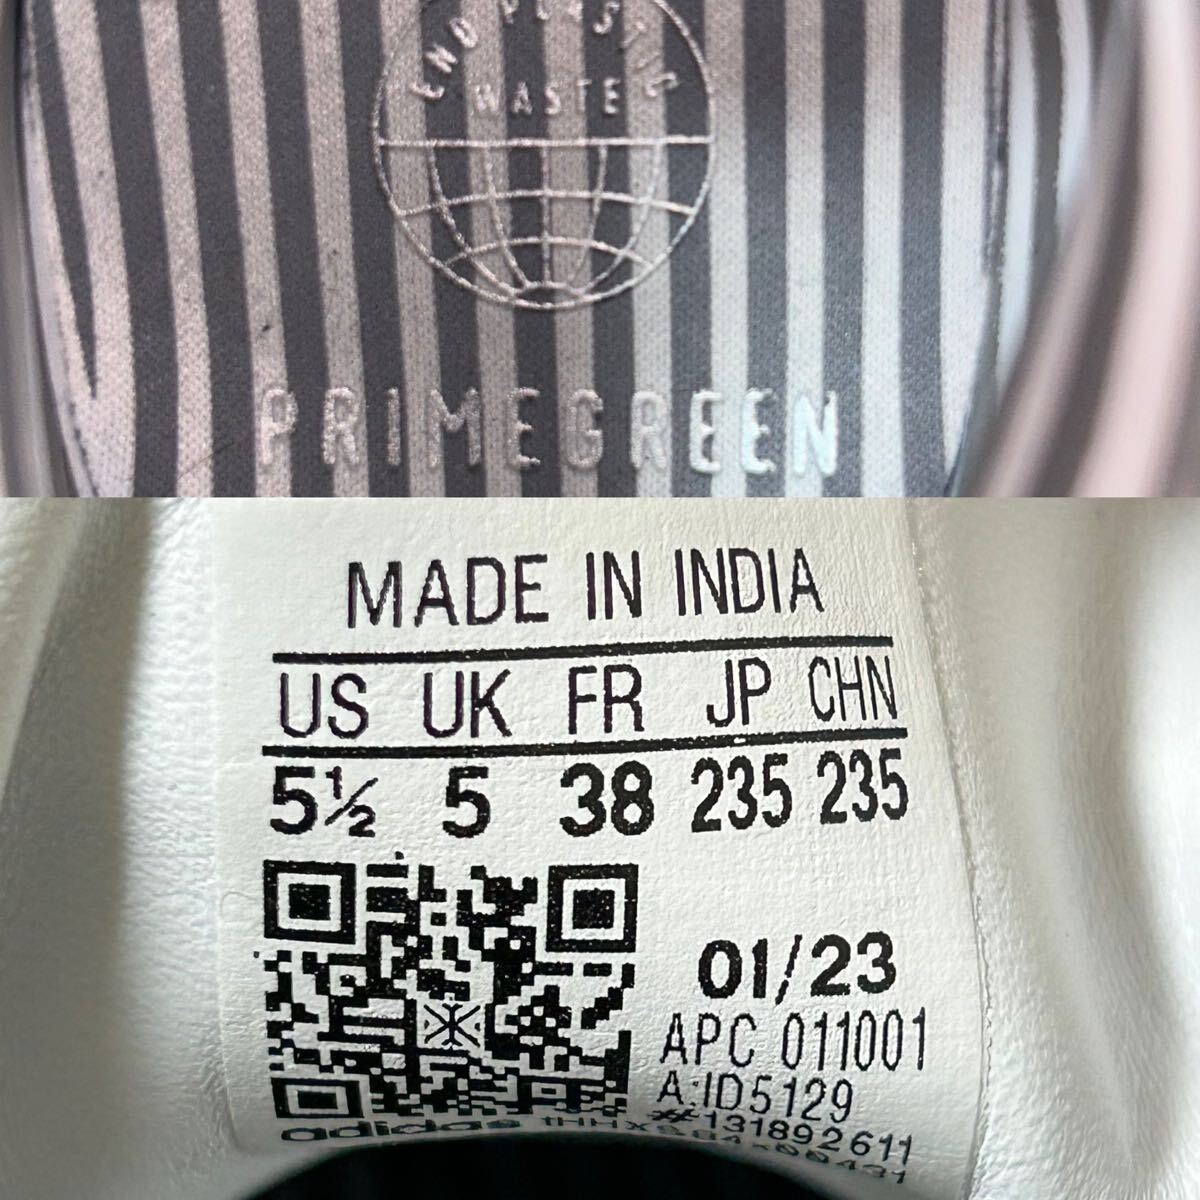 END PLASTIC
WASTE
PRIMEGREEN
MADE IN INDIA
US UK FR JP CHN
5½ 5 38 235 235
01/23
APC 011001
A:ID5129
#131892611
adidas